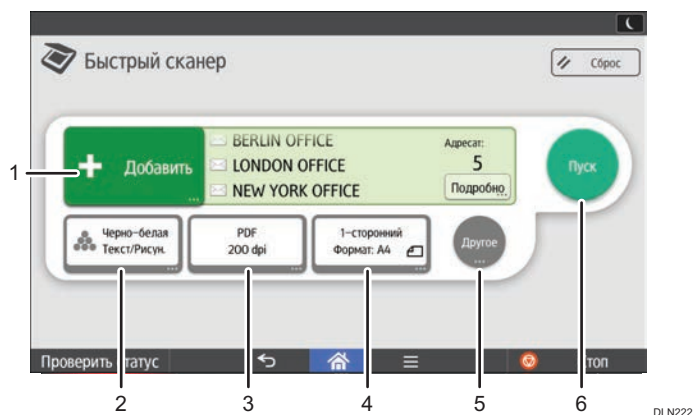 Быстрый сканер
Сброс
Добавить
BERLIN OFFICE
LONDON OFFICE
NEW YORK OFFICE
Адресат:
5
Подробно
Пуск
Черно-белая
Текст/Рисун.
PDF
200 dpi
1-сторонний
Формат: A4
Другое
Проверить статус
Стоп
1
2
3
4
5
6
DLN222